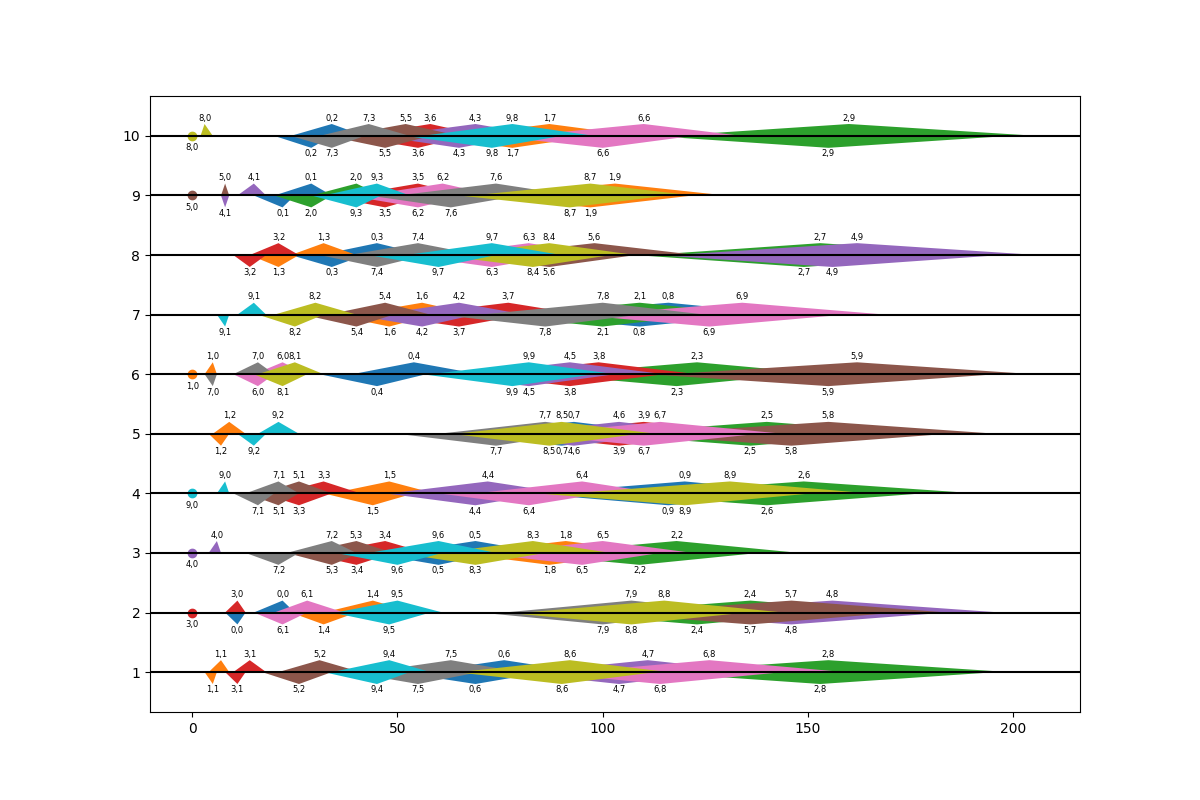 8,0 0,2 7,3 5,5 3,6 4,3 9,8 1,7 6,6 2,9
10
8,0 0,2 7,3 5,5 3,6 4,3 9,8 1,7 6,6 2,9
5,0 4,1 0,1 2,0 9,3 3,5 6,2 7,6 8,7 1,9
9
5,0 4,1 0,1 2,0 9,3 3,5 6,2 7,6 8,7 1,9
3,2 1,3 0,3 7,4 9,7 6,3 8,4 5,6 2,7 4,9
8
3,2 1,3 0,3 7,4 9,7 6,3 8,4 5,6 2,7 4,9
9,1 8,2 5,4 1,6 4,2 3,7 7,8 2,1 0,8 6,9
7
9,1 8,2 5,4 1,6 4,2 3,7 7,8 2,1 0,8 6,9
1,0 7,0 6,0 8,1 0,4 9,9 4,5 3,8 2,3 5,9
6
1,0 7,0 6,0 8,1 0,4 9,9 4,5 3,8 2,3 5,9
1,2 9,2 7,7 8,5 0,7 4,6 3,9 6,7 2,5 5,8
5
1,2 9,2 7,7 8,5 0,7 4,6 3,9 6,7 2,5 5,8
9,0 7,1 5,1 3,3 1,5 4,4 6,4 0,9 8,9 2,6
4
9,0 7,1 5,1 3,3 1,5 4,4 6,4 0,9 8,9 2,6
4,0 7,2 5,3 3,4 9,6 0,5 8,3 1,8 6,5 2,2
3
4,0 7,2 5,3 3,4 9,6 0,5 8,3 1,8 6,5 2,2
3,0 0,0 6,1 1,4 9,5 7,9 8,8 2,4 5,7 4,8
2
3,0 0,0 6,1 1,4 9,5 7,9 8,8 2,4 5,7 4,8
1,1 3,1 5,2 9,4 7,5 0,6 8,6 4,7 6,8 2,8
1
1,1 3,1 5,2 9,4 7,5 0,6 8,6 4,7 6,8 2,8
0 50 100 150 200